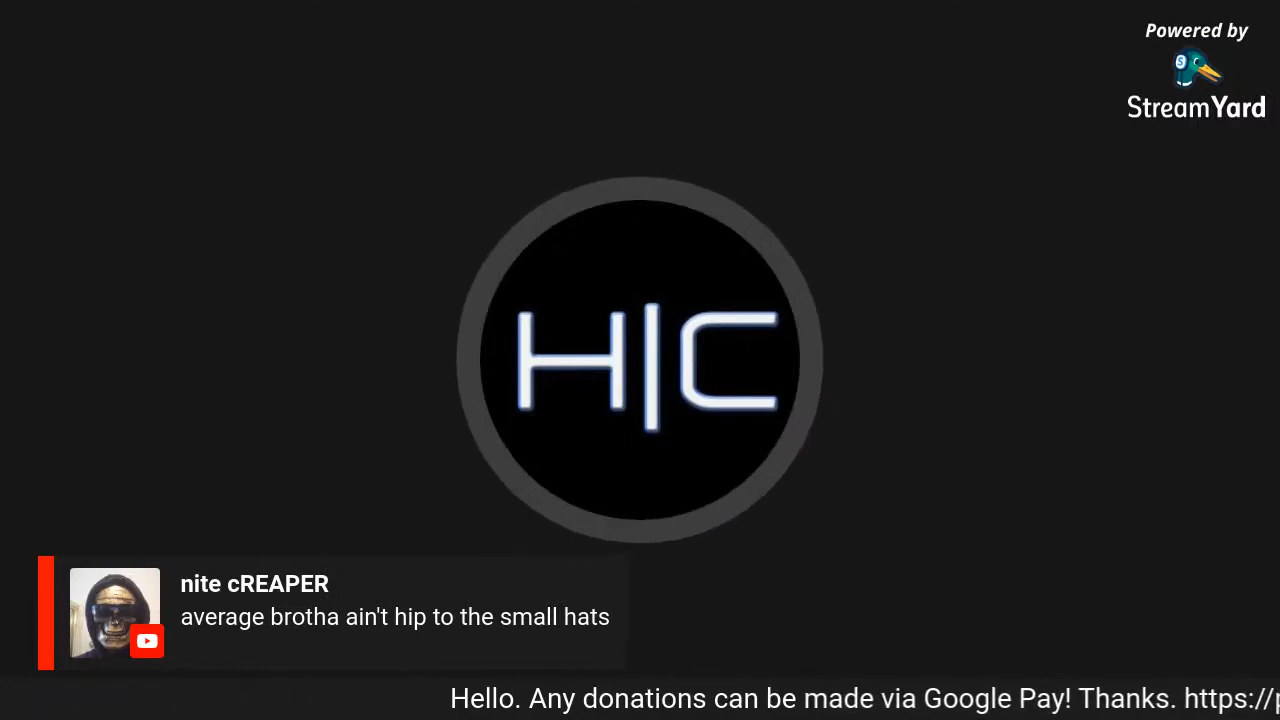 Powered by
StreamYard
H|C
nite cREAPER
average brotha ain't hip to the small hats
Hello. Any donations can be made via Google Pay! Thanks. https://p